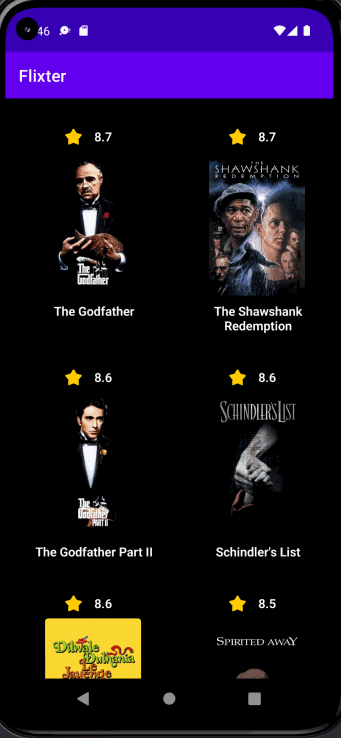 46
Flixter
8.7
8.7
THE
SHAWSHANK
REDEMPTION
The
Godfather
The Godfather
The Shawshank
Redemption
8.6
8.6
SCHINDLER'S LIST
The
Godfather
PART II
The Godfather Part II
Schindler's List
8.6
8.5
Dilwale
Dulhania
Le
Jayenge
SPIRITED AWAY